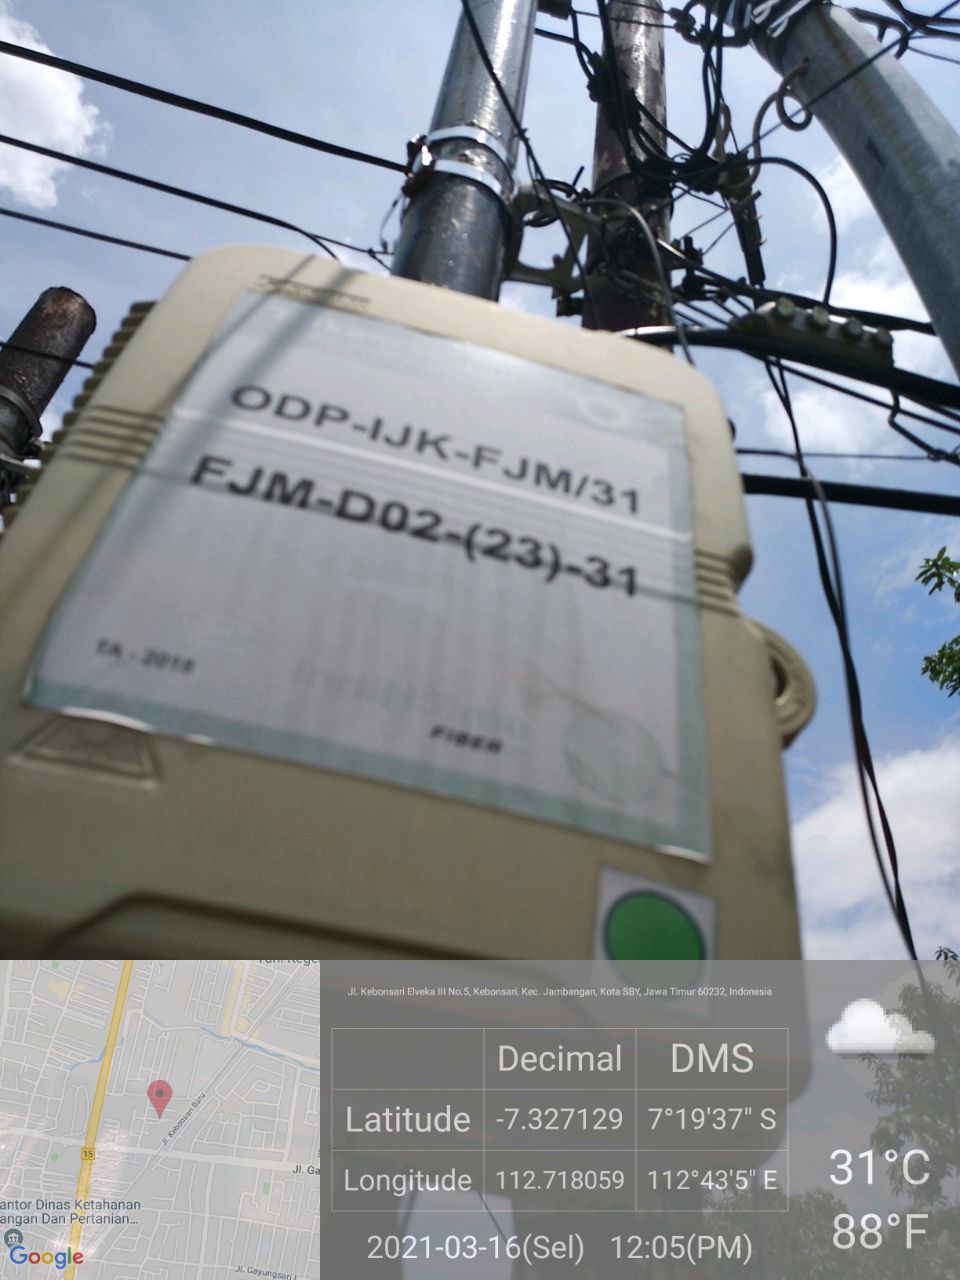 ODP-IJK-FJM/31
FJM-D02-(23)-31
TA - 2018
FIBER
Jl. Kebonsari Elveka III No.5, Kebonsari, Kec. Jambangan, Kota SBY, Jawa Timur 60232, Indonesia
Decimal DMS
Latitude -7.327129 7°19'37" S
Longitude 112.718059 112°43'5" E
2021-03-16(Sel) 12:05(PM)
31°C
88°F
Jl. Kebonsari Baru
15
Jl. Ga
antor Dinas Ketahanan
angan Dan Pertanian...
Google
Jl. Gayungsari